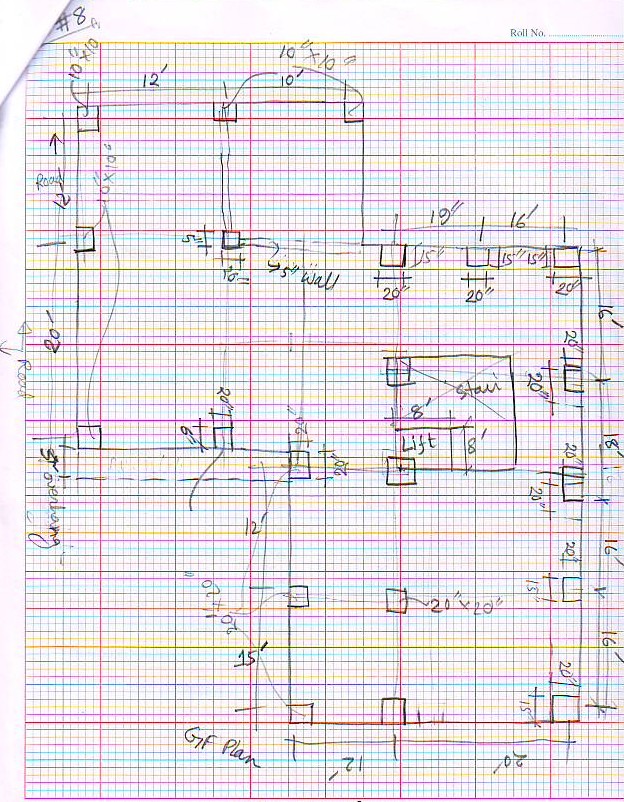 #8
Roll No.
10"x10"
12'
10'
10"x10"
Road
12'
10"x10"
5"
10"
5" wall
19"
16'
15"
15"
15"
20"
20"
20"
16'
20'
Road
20"
20"
Stair
8'
Lift
8'
20"
18'
20"
20"
20"
3' overhang
12'
16'
20"
15"
20"x20"
20"x20"
15'
16'
20"
15"
GF Plan
12'
20'